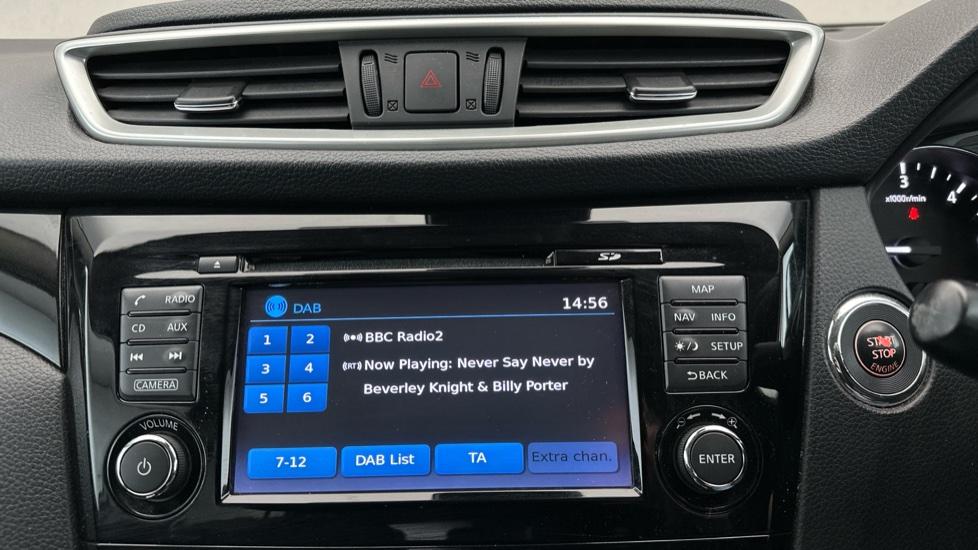 DAB 14:56
1 2
3 4
5 6
BBC Radio2
Now Playing: Never Say Never by
Beverley Knight & Billy Porter
7-12 DAB List TA Extra chan.
RADIO
CD AUX
CAMERA
VOLUME
SD
MAP
NAV INFO
SETUP
BACK
ENTER
3
4
x1000r/min
START
STOP
ENGINE